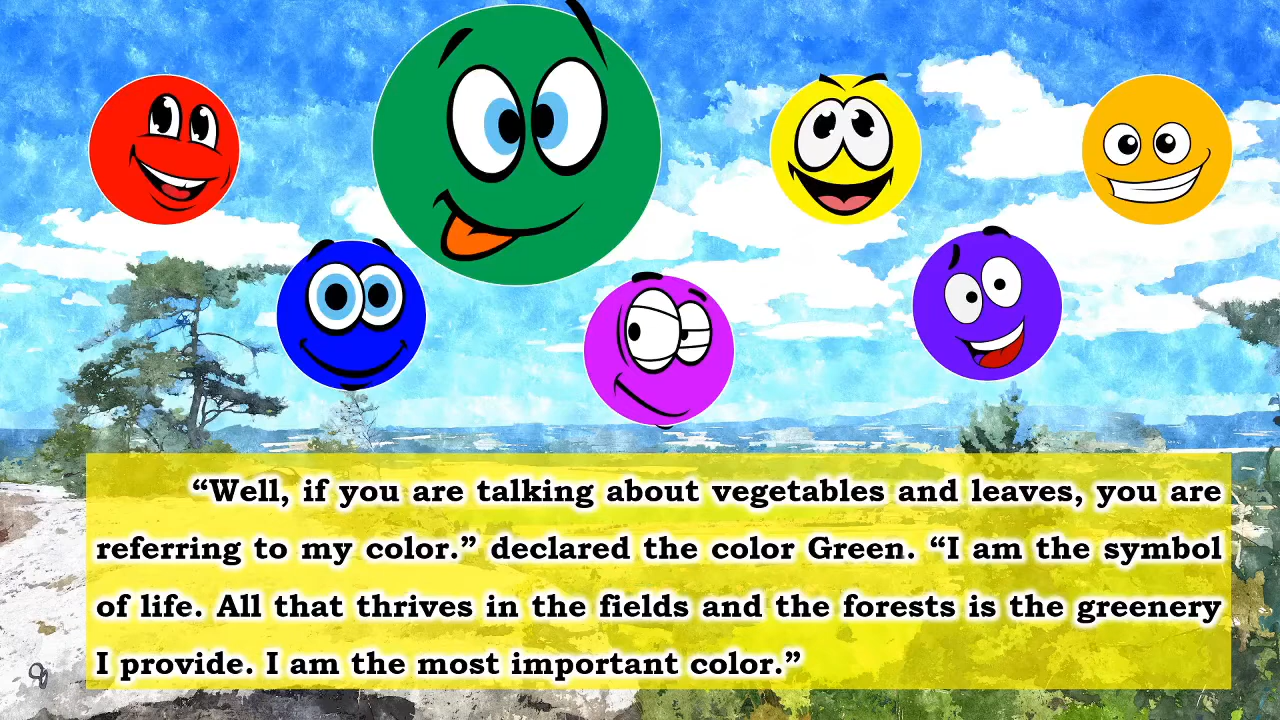 “Well, if you are talking about vegetables and leaves, you are
referring to my color.” declared the color Green. “I am the symbol
of life. All that thrives in the fields and the forests is the greenery
I provide. I am the most important color.”